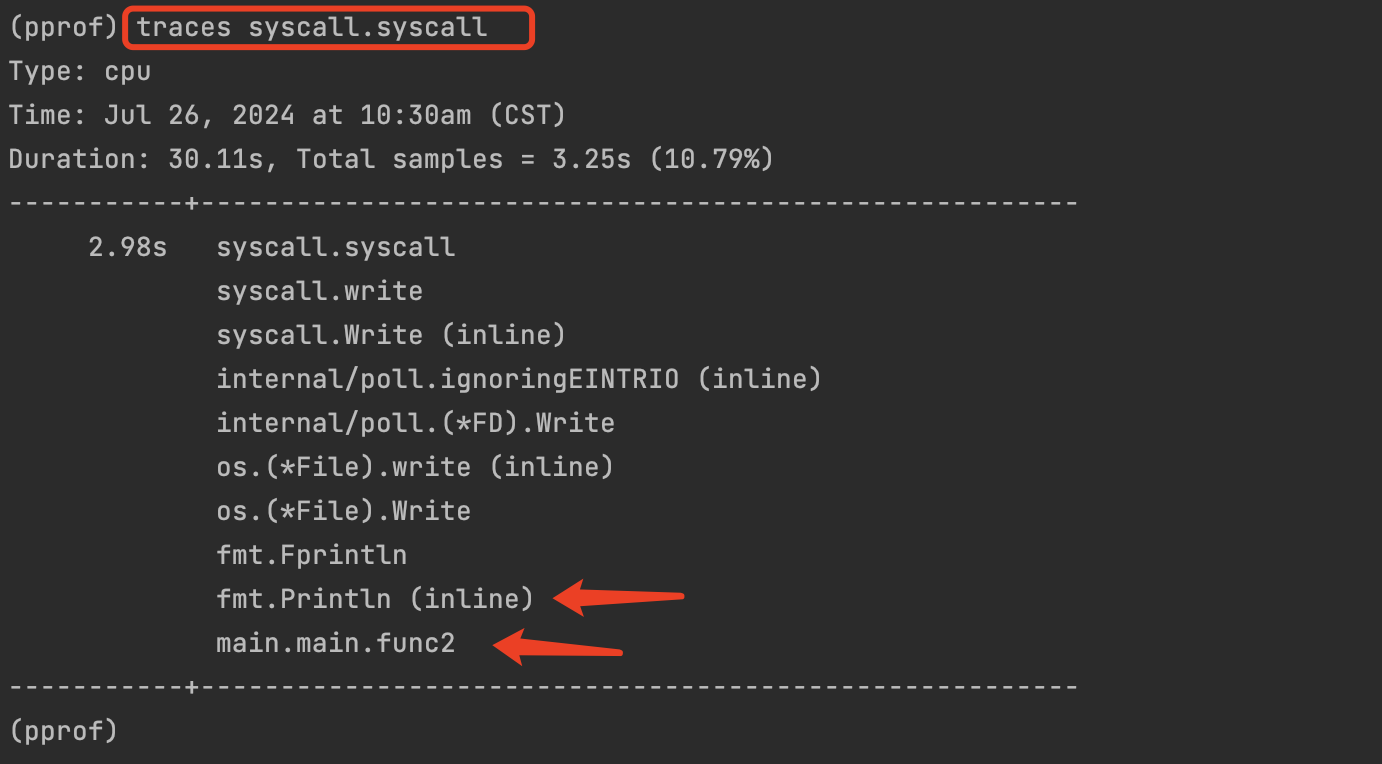 (pprof) traces syscall.syscall
Type: cpu
Time: Jul 26, 2024 at 10:30am (CST)
Duration: 30.11s, Total samples = 3.25s (10.79%)
-----------+-------------------------------------------------------
     2.98s   syscall.syscall
             syscall.write
             syscall.Write (inline)
             internal/poll.ignoringEINTRIO (inline)
             internal/poll.(*FD).Write
             os.(*File).write (inline)
             os.(*File).Write
             fmt.Fprintln
             fmt.Println (inline)
             main.main.func2
-----------+-------------------------------------------------------
(pprof)